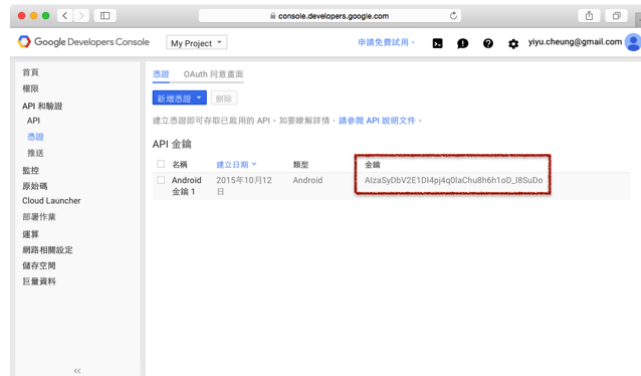 console.developers.google.com
Google Developers Console
My Project
申請免費試用
yiyu.cheung@gmail.com
首頁
權限
API 和驗證
API
憑證
推送
監控
原始碼
Cloud Launcher
部署作業
運算
網路相關設定
儲存空間
巨量資料
憑證 OAuth 同意畫面
新增憑證 刪除
建立憑證即可存取已啟用的 API。如要瞭解詳情,請參閱 API 說明文件。
API 金鑰
名稱 建立日期 類型 金鑰
Android 金鑰 1 2015年10月12日 Android AIzaSyDbV2E1DI4pj4q0IaChu8h6h1oD_I8SuDo